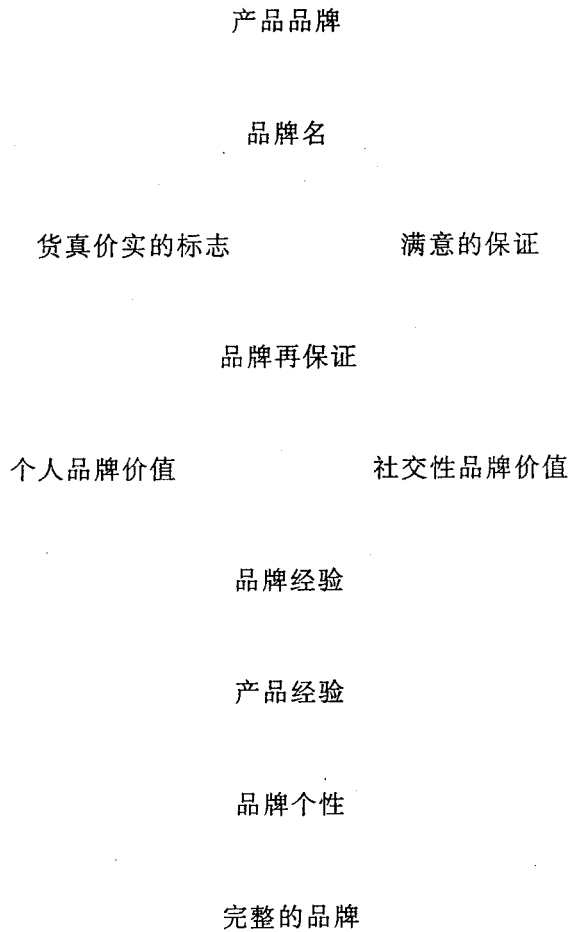 产品品牌
品牌名
货真价实的标志 满意的保证
品牌再保证
个人品牌价值 社交性品牌价值
品牌经验
产品经验
品牌个性
完整的品牌